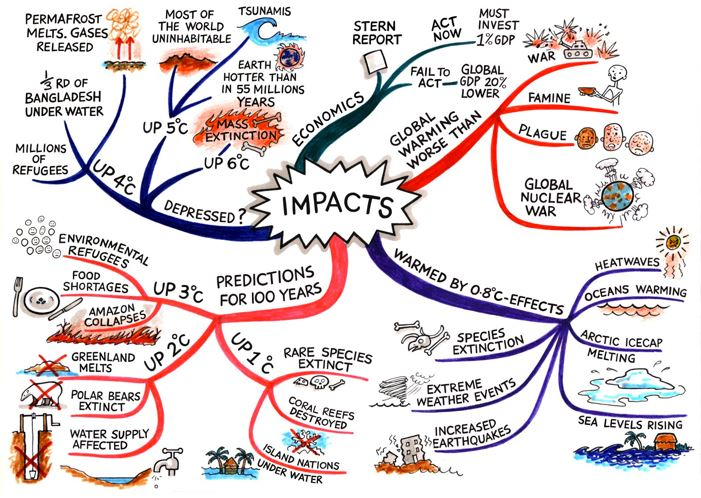 IMPACTS
ECONOMICS
STERN
REPORT
ACT
NOW
MUST
INVEST
1% GDP
FAIL TO
ACT
GLOBAL
GDP 20%
LOWER
GLOBAL
WARMING
WORSE THAN
WAR
FAMINE
PLAGUE
GLOBAL
NUCLEAR
WAR
WARMED BY 0·8°C-EFFECTS
HEATWAVES
OCEANS WARMING
ARCTIC ICECAP
MELTING
SEA LEVELS RISING
SPECIES
EXTINCTION
EXTREME
WEATHER EVENTS
INCREASED
EARTHQUAKES
PREDICTIONS
FOR 100 YEARS
UP 1°C
RARE SPECIES
EXTINCT
CORAL REEFS
DESTROYED
ISLAND NATIONS
UNDER WATER
UP 2°C
GREENLAND
MELTS
POLAR BEARS
EXTINCT
WATER SUPPLY
AFFECTED
UP 3°C
ENVIRONMENTAL
REFUGEES
FOOD
SHORTAGES
AMAZON
COLLAPSES
DEPRESSED?
UP 4°C
MILLIONS
OF
REFUGEES
1/3 RD OF
BANGLADESH
UNDER WATER
PERMAFROST
MELTS. GASES
RELEASED
UP 5°C
MOST OF
THE WORLD
UNINHABITABLE
TSUNAMIS
EARTH
HOTTER THAN
IN 55 MILLIONS
YEARS
UP 6°C
MASS
EXTINCTION